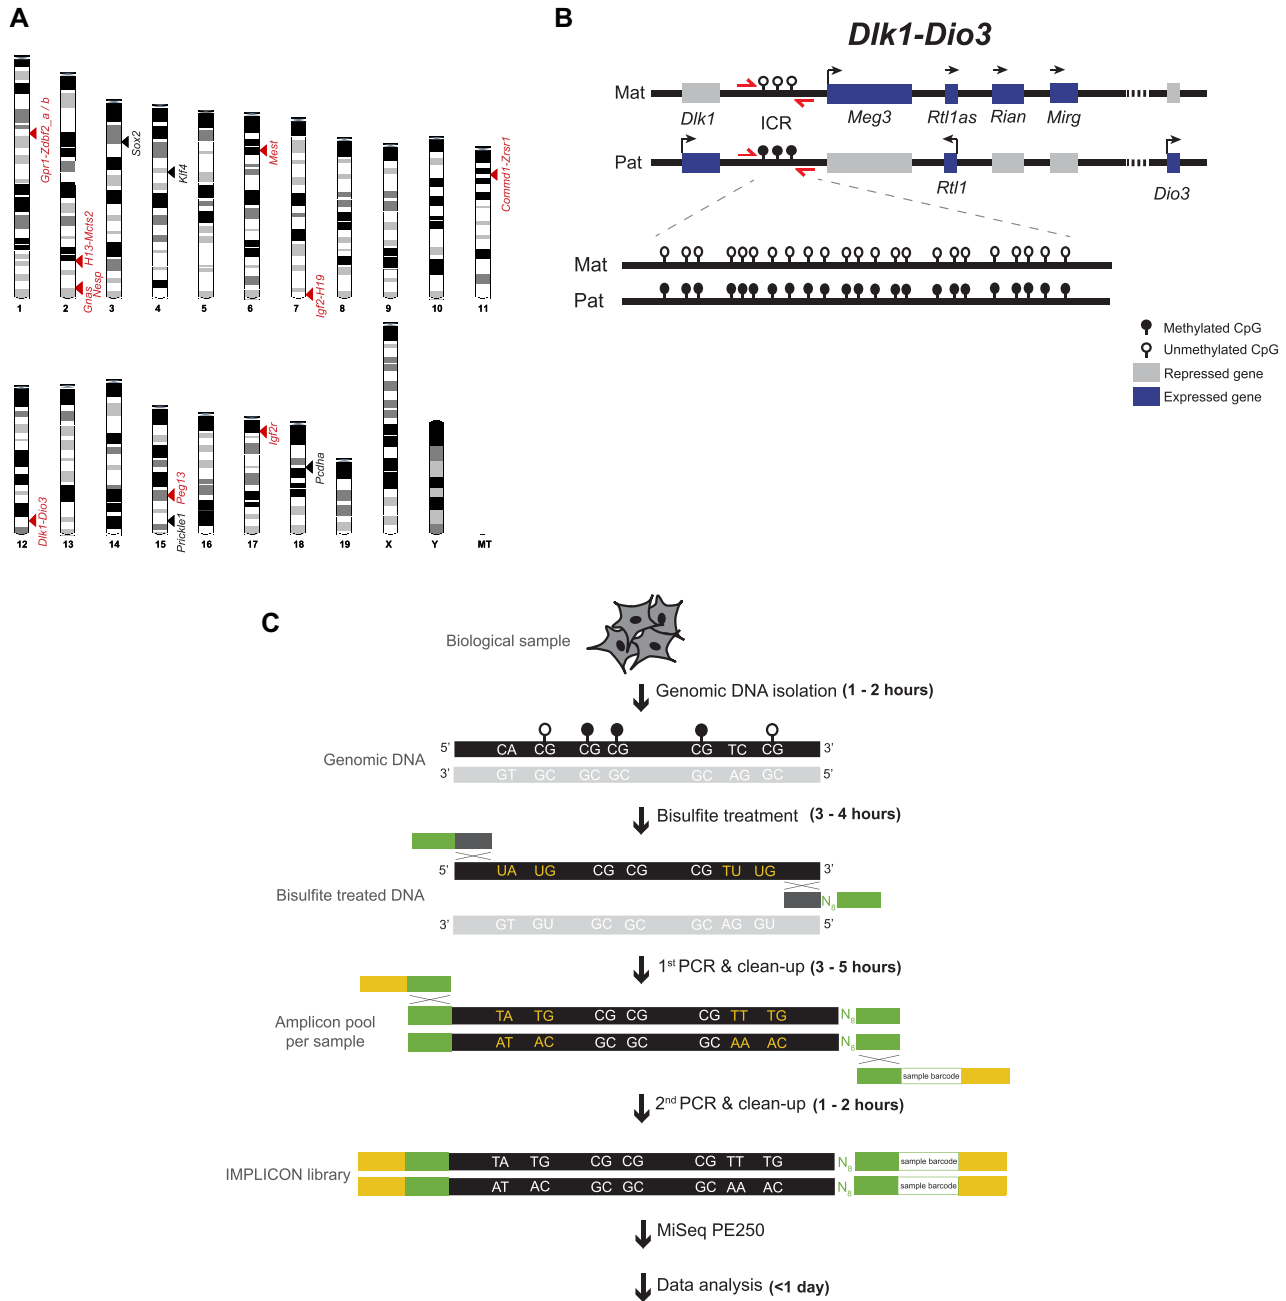 A
Gpr1-Zdbf2_a / b
H13-Mcts2
Gnas
Nesp
Sox2
Klf4
Mest
Igf2-H19
Commd1-Zrsr1
1 2 3 4 5 6 7 8 9 10 11
Dlk1-Dio3
Peg13
Prickle1
Igf2r
Pcdha
12 13 14 15 16 17 18 19 X Y MT
B
Dlk1-Dio3
Mat
Dlk1 ICR Meg3 Rtl1as Rian Mirg
Pat
Rtl1 Dio3
Mat
Pat
Methylated CpG
Unmethylated CpG
Repressed gene
Expressed gene
C
Biological sample
Genomic DNA isolation (1 - 2 hours)
Genomic DNA
5' CA CG CG CG CG TC CG 3'
3' GT GC GC GC GC AG GC 5'
Bisulfite treatment (3 - 4 hours)
Bisulfite treated DNA
5' UA UG CG CG CG TU UG 3'
N8
3' GT GU GC GC GC AG GU 5'
1st PCR & clean-up (3 - 5 hours)
Amplicon pool
per sample
TA TG CG CG CG TT TG N8
AT AC GC GC GC AA AC N8
sample barcode
2nd PCR & clean-up (1 - 2 hours)
IMPLICON library
TA TG CG CG CG TT TG N8 sample barcode
AT AC GC GC GC AA AC N8 sample barcode
MiSeq PE250
Data analysis (<1 day)